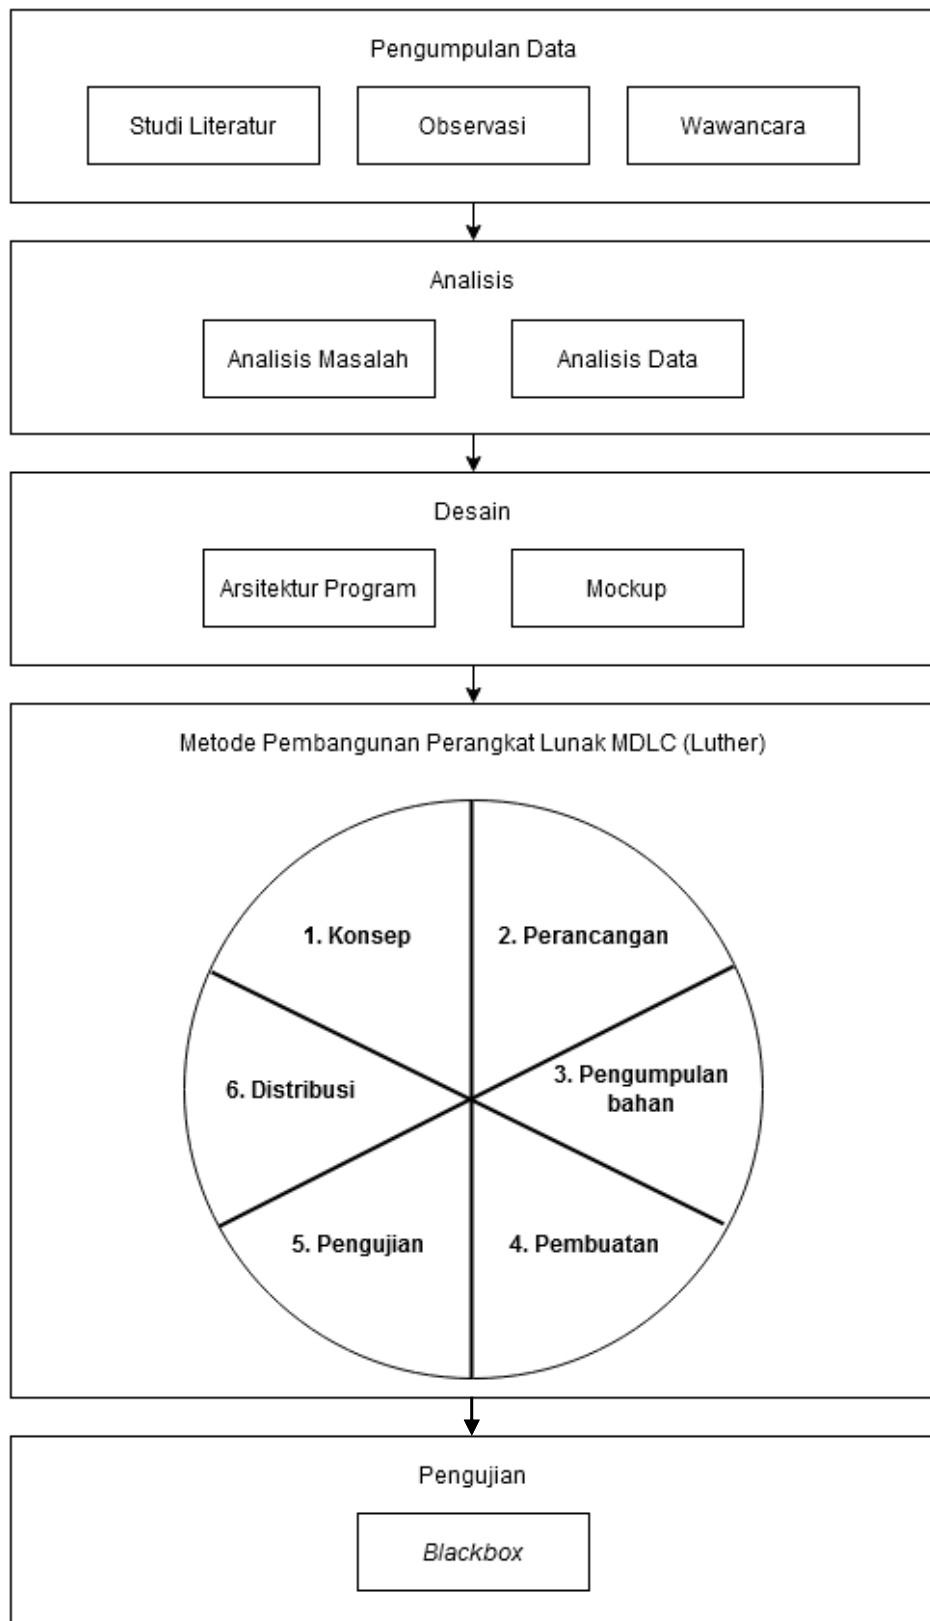 Pengumpulan Data
Studi Literatur
Observasi
Wawancara
Analisis
Analisis Masalah
Analisis Data
Desain
Arsitektur Program
Mockup
Metode Pembangunan Perangkat Lunak MDLC (Luther)
1. Konsep
2. Perancangan
3. Pengumpulan
bahan
4. Pembuatan
5. Pengujian
6. Distribusi
Pengujian
Blackbox